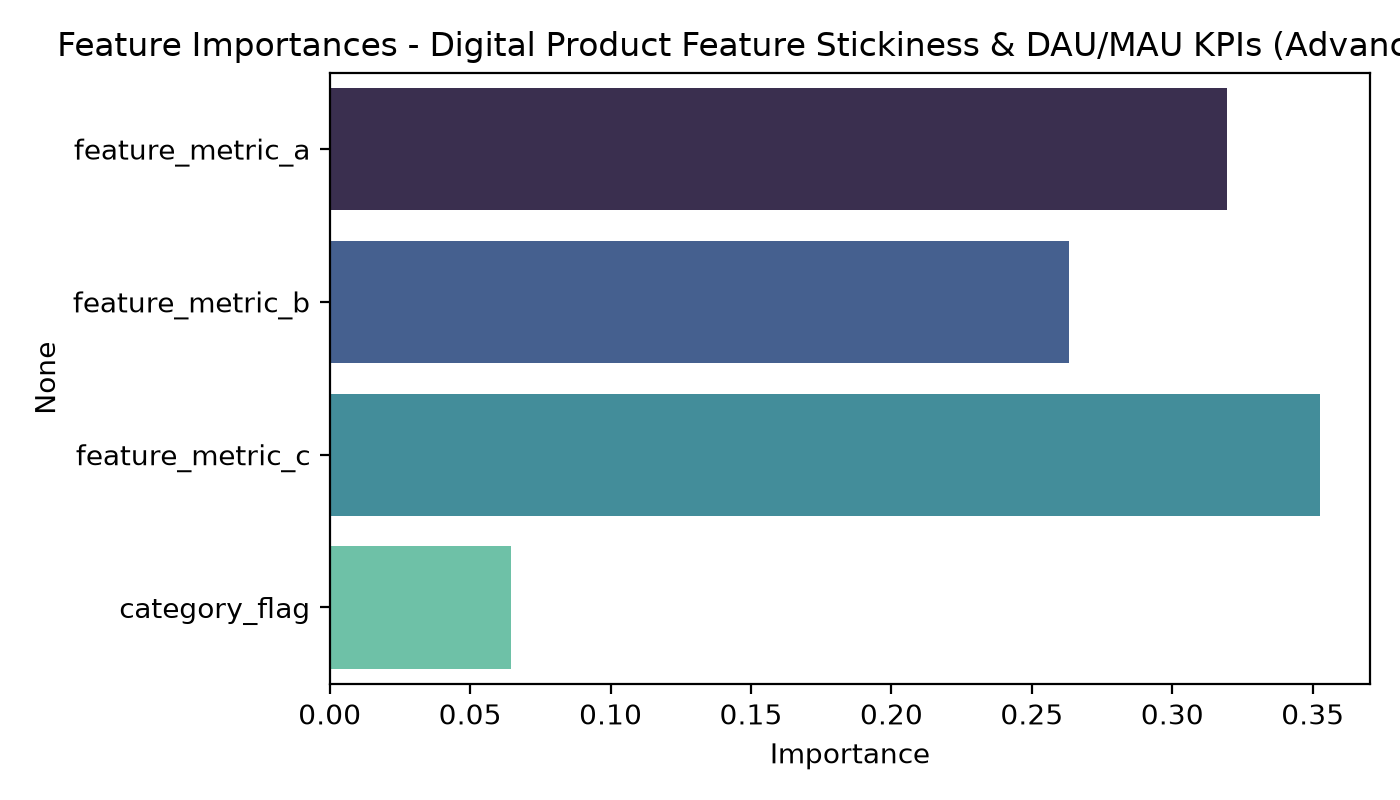 Feature Importances - Digital Product Feature Stickiness & DAU/MAU KPIs (Advanc
feature_metric_a
feature_metric_b
feature_metric_c
category_flag
None
0.00 0.05 0.10 0.15 0.20 0.25 0.30 0.35
Importance